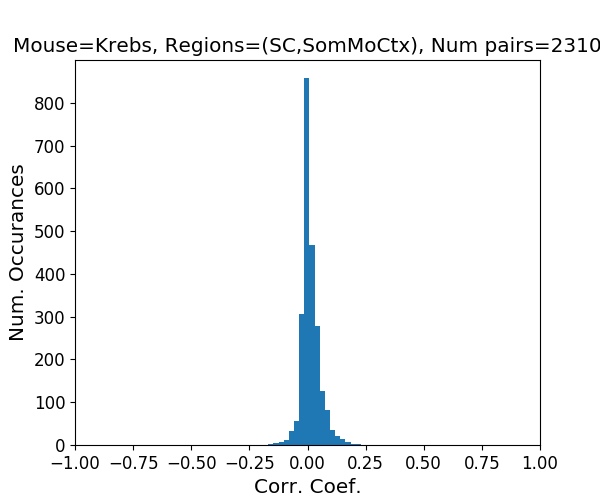 Mouse=Krebs, Regions=(SC,SomMoCtx), Num pairs=2310
800
700
600
500
400
300
200
100
0
Num. Occurances
−1.00 −0.75 −0.50 −0.25 0.00 0.25 0.50 0.75 1.00
Corr. Coef.